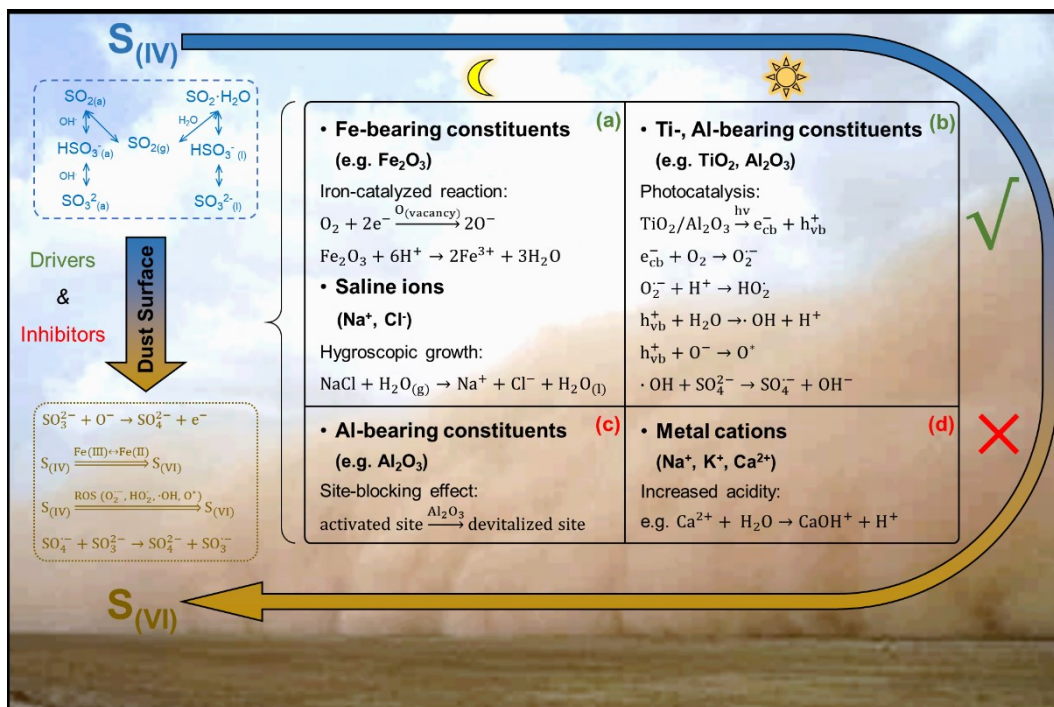 S(IV)
SO₂(a)
SO₂·H₂O
OH⁻
H₂O
SO₂(g)
HSO₃⁻(a)
HSO₃⁻(l)
OH⁻
SO₃²(a)
SO₃²⁻(l)
Drivers
&
Inhibitors
Dust Surface
SO₃²⁻ + O⁻ → SO₄²⁻ + e⁻
Fe(III)↔Fe(II)
S(IV) ⟹ S(VI)
ROS (O₂·⁻, HO₂·, ·OH, O*)
S(IV) ⟹ S(VI)
SO₄·⁻ + SO₃²⁻ → SO₄²⁻ + SO₃·⁻
S(VI)
(a)
• Fe-bearing constituents
(e.g. Fe₂O₃)
Iron-catalyzed reaction:
O(vacancy)
O₂ + 2e⁻ → 2O⁻
Fe₂O₃ + 6H⁺ → 2Fe³⁺ + 3H₂O
• Saline ions
(Na⁺, Cl⁻)
Hygroscopic growth:
NaCl + H₂O(g) → Na⁺ + Cl⁻ + H₂O(l)
(b)
• Ti-, Al-bearing constituents
(e.g. TiO₂, Al₂O₃)
Photocatalysis:
hv
TiO₂/Al₂O₃ → e⁻cb + h⁺vb
e⁻cb + O₂ → O₂·⁻
O₂·⁻ + H⁺ → HO₂·
h⁺vb + H₂O → · OH + H⁺
h⁺vb + O⁻ → O*
· OH + SO₄²⁻ → SO₄·⁻ + OH⁻
(c)
• Al-bearing constituents
(e.g. Al₂O₃)
Site-blocking effect:
Al₂O₃
activated site → devitalized site
(d)
• Metal cations
(Na⁺, K⁺, Ca²⁺)
Increased acidity:
e.g. Ca²⁺ + H₂O → CaOH⁺ + H⁺